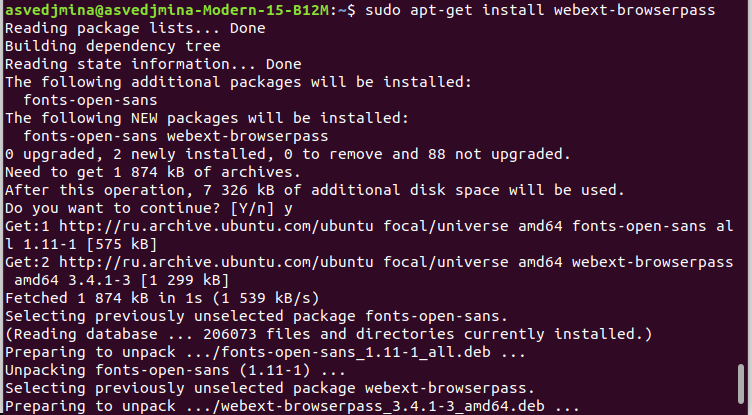 asvedjmina@asvedjmina-Modern-15-B12M:~$ sudo apt-get install webext-browserpass
Reading package lists... Done
Building dependency tree
Reading state information... Done
The following additional packages will be installed:
  fonts-open-sans
The following NEW packages will be installed:
  fonts-open-sans webext-browserpass
0 upgraded, 2 newly installed, 0 to remove and 88 not upgraded.
Need to get 1 874 kB of archives.
After this operation, 7 326 kB of additional disk space will be used.
Do you want to continue? [Y/n] y
Get:1 http://ru.archive.ubuntu.com/ubuntu focal/universe amd64 fonts-open-sans al
l 1.11-1 [575 kB]
Get:2 http://ru.archive.ubuntu.com/ubuntu focal/universe amd64 webext-browserpass
 amd64 3.4.1-3 [1 299 kB]
Fetched 1 874 kB in 1s (1 539 kB/s)
Selecting previously unselected package fonts-open-sans.
(Reading database ... 206073 files and directories currently installed.)
Preparing to unpack .../fonts-open-sans_1.11-1_all.deb ...
Unpacking fonts-open-sans (1.11-1) ...
Selecting previously unselected package webext-browserpass.
Preparing to unpack .../webext-browserpass_3.4.1-3_amd64.deb ...